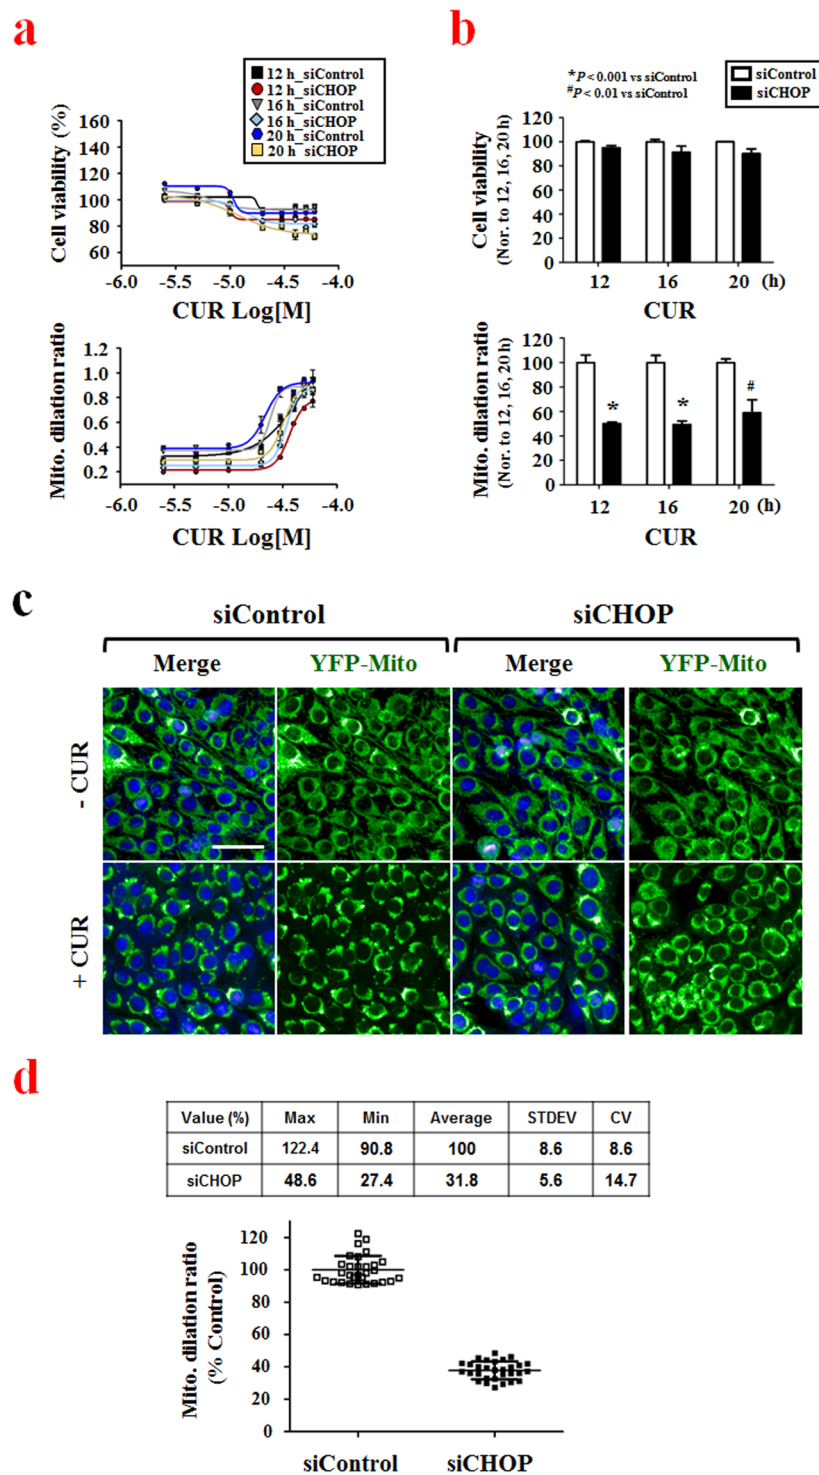 a
12 h_siControl
12 h_siCHOP
16 h_siControl
16 h_siCHOP
20 h_siControl
20 h_siCHOP
Cell viability (%)
160
140
120
100
80
60
-6.0 -5.5 -5.0 -4.5 -4.0
CUR Log[M]
Mito. dilation ratio
1.2
1.0
0.8
0.6
0.4
0.2
-6.0 -5.5 -5.0 -4.5 -4.0
CUR Log[M]
b
*P < 0.001 vs siControl
#P < 0.01 vs siControl
siControl
siCHOP
Cell viability
(Nor. to 12, 16, 20 h)
100
80
60
40
20
0
12 16 20 (h)
CUR
Mito. dilation ratio
(Nor. to 12, 16, 20 h)
100
80
60
40
20
0
* * #
12 16 20 (h)
CUR
c
siControl siCHOP
Merge YFP-Mito Merge YFP-Mito
- CUR
+ CUR
d
Value (%) Max Min Average STDEV CV
siControl 122.4 90.8 100 8.6 8.6
siCHOP 48.6 27.4 31.8 5.6 14.7
Mito. dilation ratio
(% Control)
120
100
80
60
40
20
0
siControl siCHOP